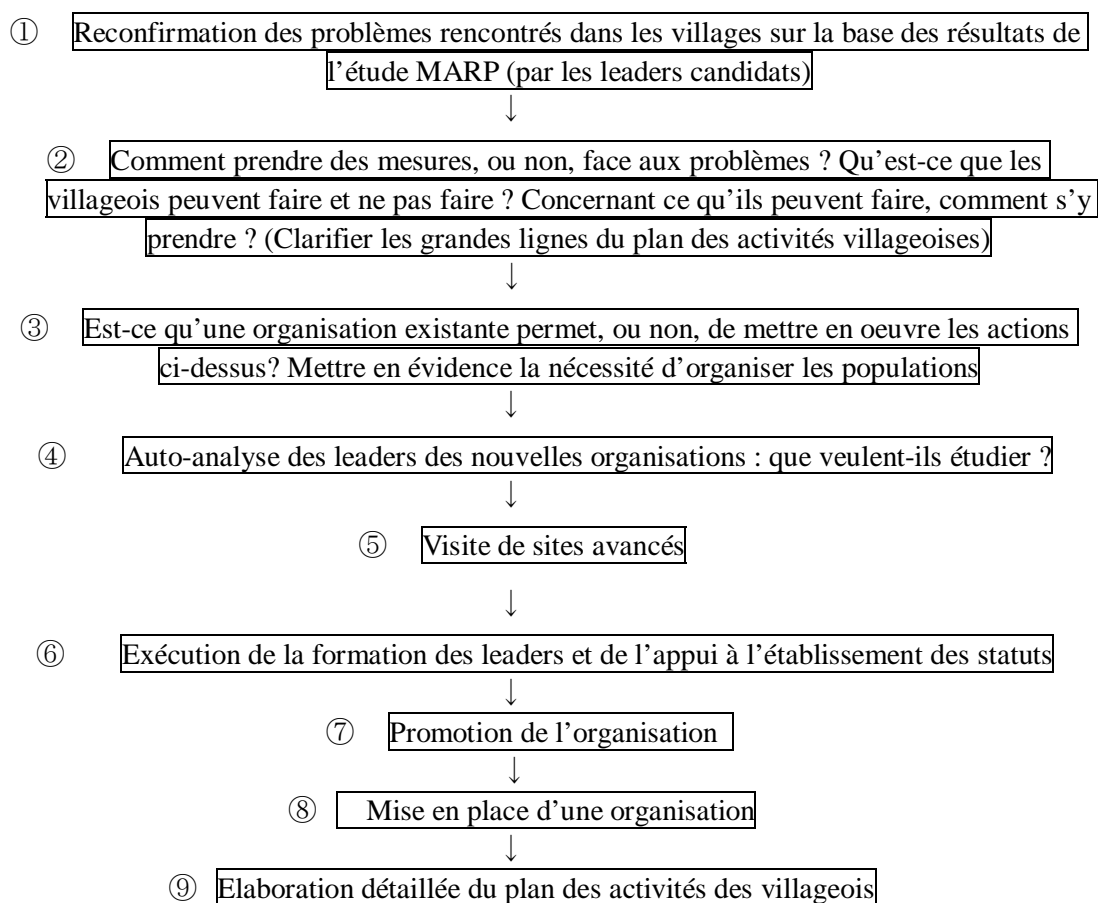 ① Reconfirmation des problèmes rencontrés dans les villages sur la base des résultats de
l’étude MARP (par les leaders candidats)
↓
② Comment prendre des mesures, ou non, face aux problèmes ? Qu’est-ce que les
villageois peuvent faire et ne pas faire ? Concernant ce qu’ils peuvent faire, comment s’y
prendre ? (Clarifier les grandes lignes du plan des activités villageoises)
↓
③ Est-ce qu’une organisation existante permet, ou non, de mettre en oeuvre les actions
ci-dessus? Mettre en évidence la nécessité d’organiser les populations
↓
④ Auto-analyse des leaders des nouvelles organisations : que veulent-ils étudier ?
↓
⑤ Visite de sites avancés
↓
⑥ Exécution de la formation des leaders et de l’appui à l’établissement des statuts
↓
⑦ Promotion de l’organisation
↓
⑧ Mise en place d’une organisation
↓
⑨ Elaboration détaillée du plan des activités des villageois